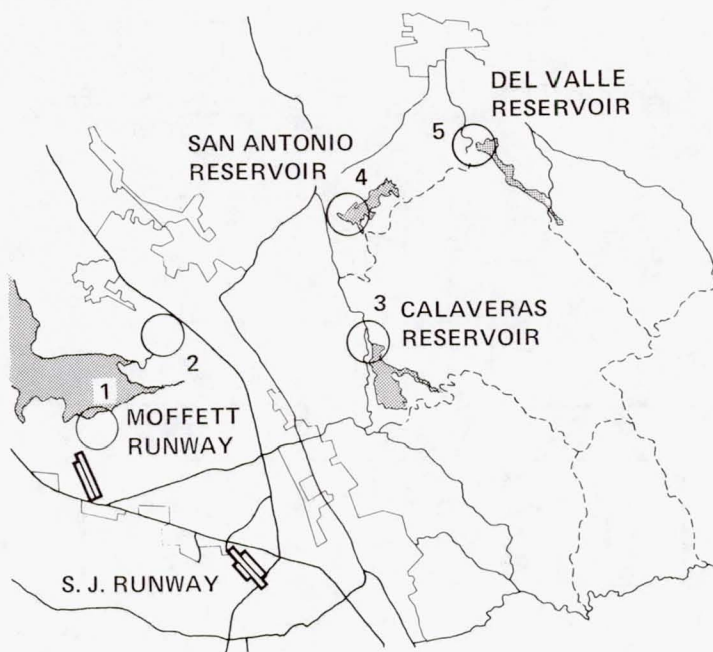 DEL VALLE
RESERVOIR
5
SAN ANTONIO
RESERVOIR
4
3
CALAVERAS
RESERVOIR
2
1
MOFFETT
RUNWAY
S. J. RUNWAY